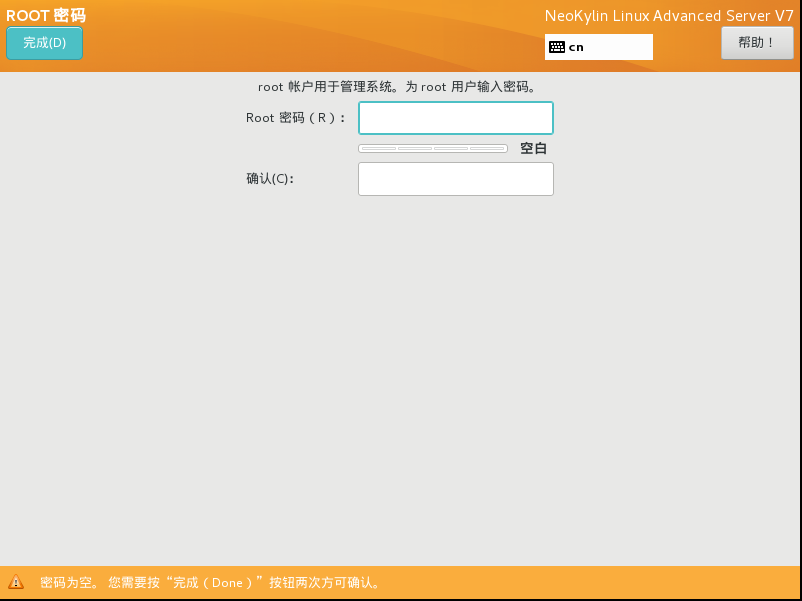 ROOT 密码
NeoKylin Linux Advanced Server V7
完成(D)
cn
帮助！
root 帐户用于管理系统。为 root 用户输入密码。
Root 密码（R）：
空白
确认(C):
密码为空。 您需要按“完成（Done）”按钮两次方可确认。